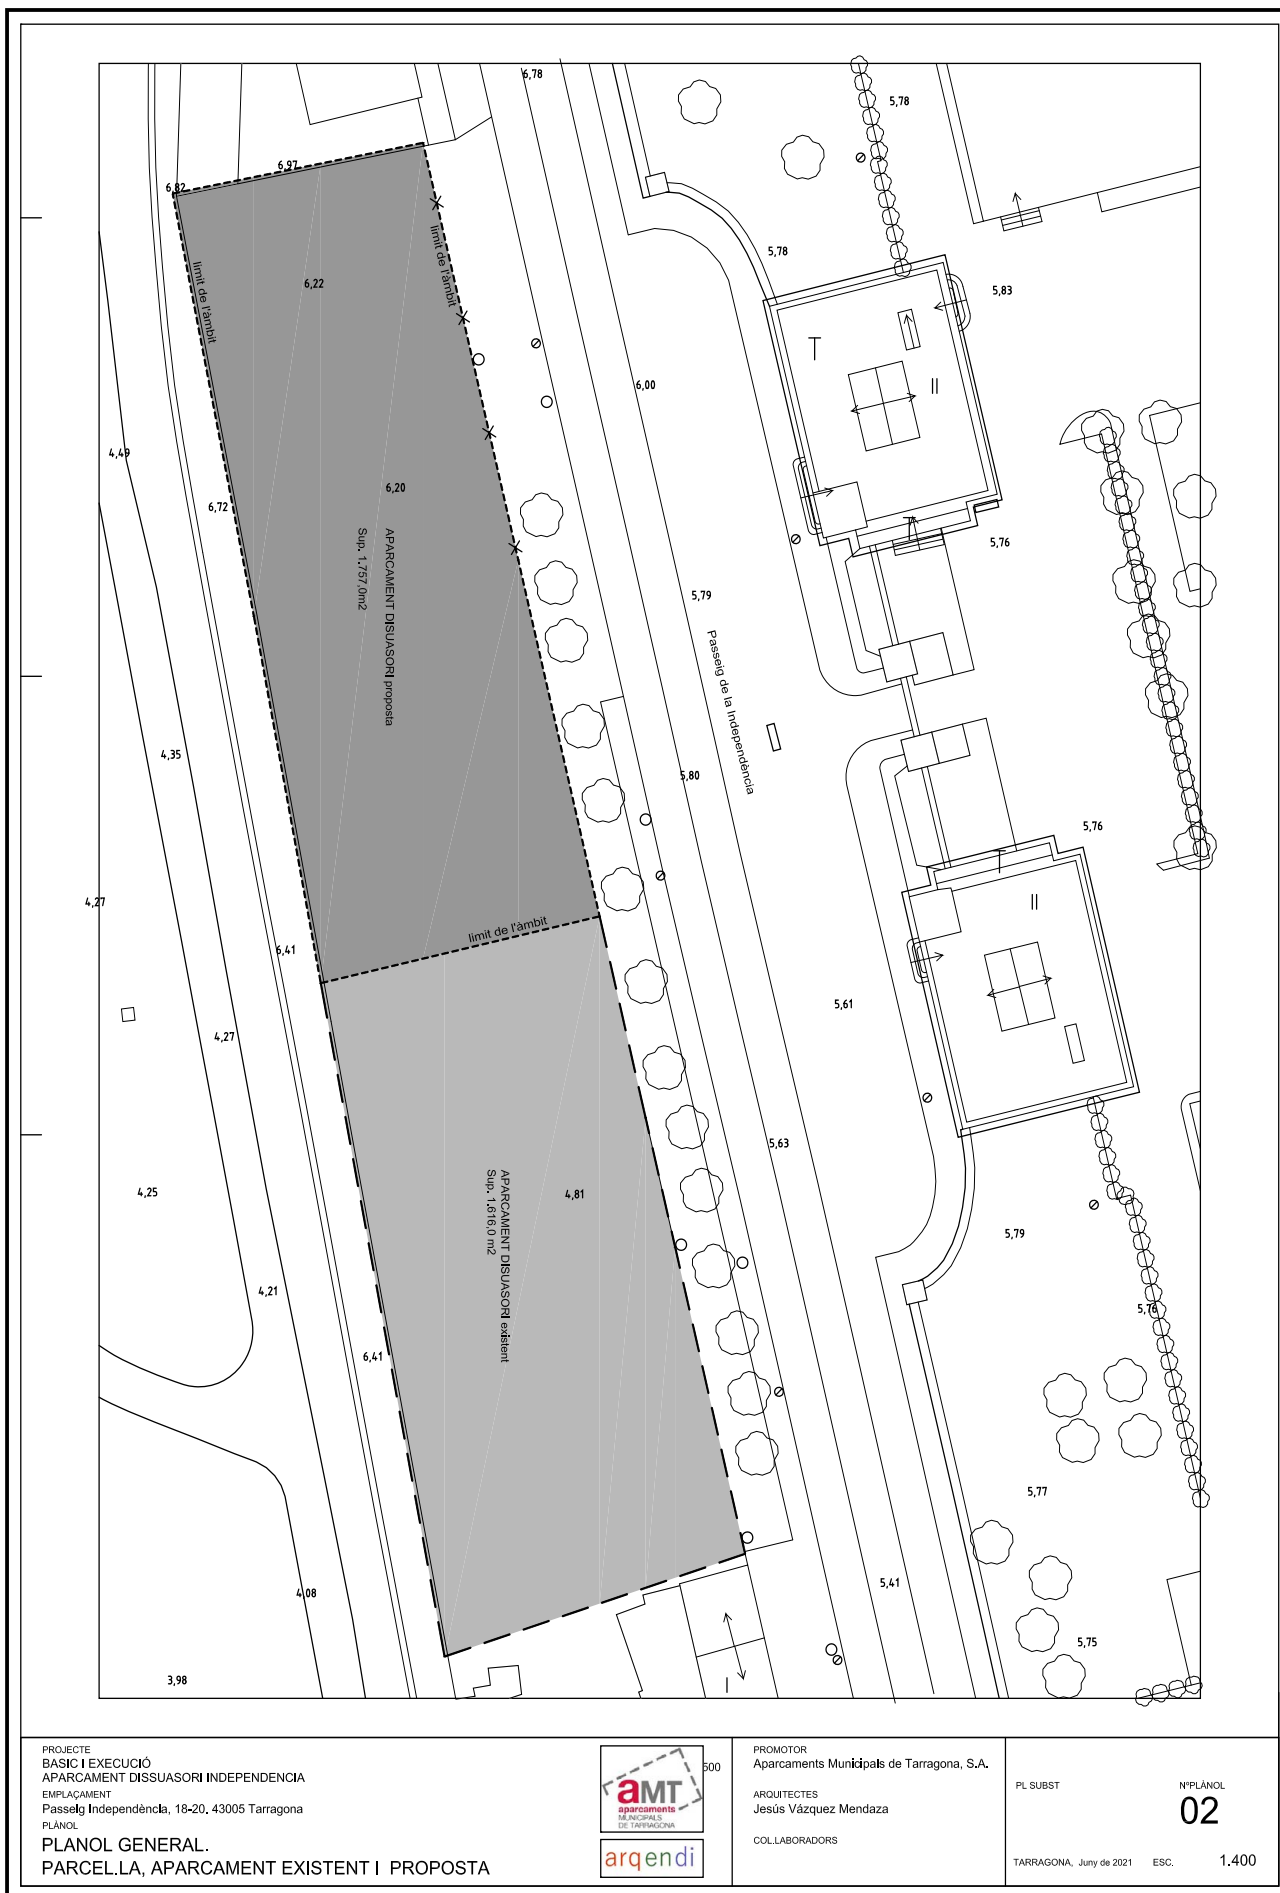 6,78
5,78
6,97
6,82
limit de l'àmbit
limit de l'àmbit
5,78
6,22
5,83
T
6,00
II
4,49
6,20
6,72
T
5,76
APARCAMENT DISUASORI proposta
Sup. 1.757,0m2
5,79
Passeig de la Independència
4,35
5,80
5,76
T
4,27
II
limit de l'àmbit
6,41
5,61
4,27
5,63
4,25
4,81
APARCAMENT DISUASORI existent
Sup. 1.616,0 m2
5,79
4,21
5,76
6,41
5,77
5,41
4,08
5,75
3,98
I
PROJECTE
BASIC I EXECUCIÓ
APARCAMENT DISSUASORI INDEPENDENCIA
EMPLAÇAMENT
Passeig Independència, 18-20. 43005 Tarragona
PLÀNOL
PLANOL GENERAL.
PARCEL.LA, APARCAMENT EXISTENT I PROPOSTA
aMT
aparcaments
MUNICIPALS
DE TARRAGONA
arqendi
500
PROMOTOR
Aparcaments Municipals de Tarragona, S.A.
ARQUITECTES
Jesús Vázquez Mendaza
COL.LABORADORS
PL SUBST
NºPLÀNOL
02
TARRAGONA, Juny de 2021 ESC. 1.400